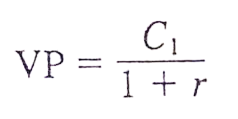 VP = C₁ / 1 + r